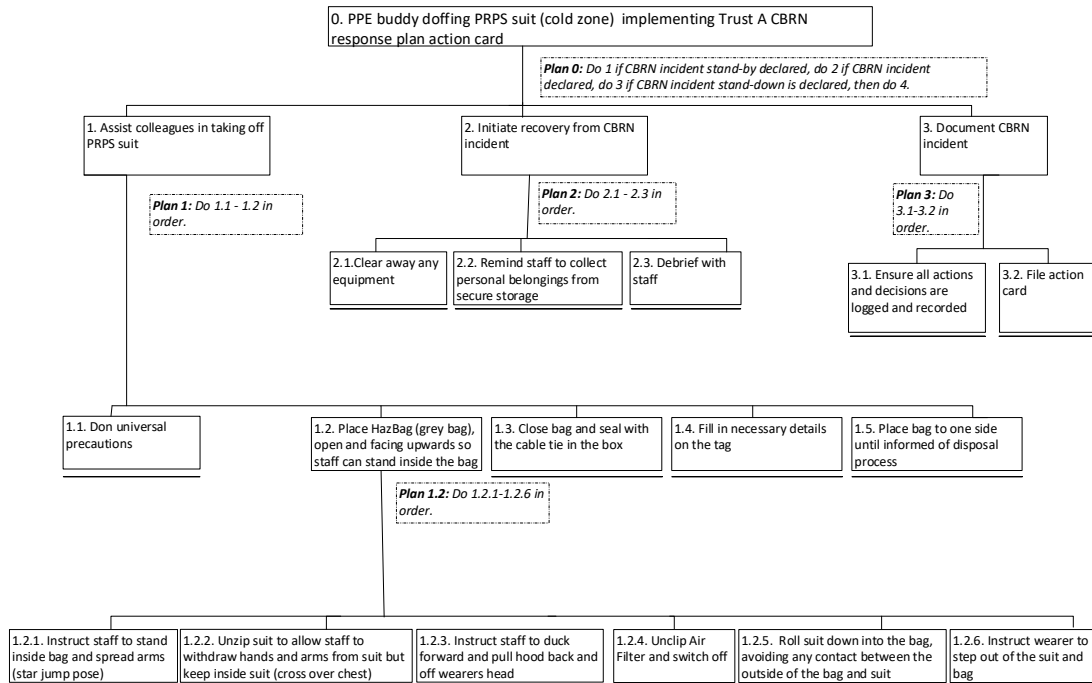 0. PPE buddy doffing PRPS suit (cold zone) implementing Trust A CBRN
response plan action card
Plan 0: Do 1 if CBRN incident stand-by declared, do 2 if CBRN incident
declared, do 3 if CBRN incident stand-down is declared, then do 4.
1. Assist colleagues in taking off
PRPS suit
2. Initiate recovery from CBRN
incident
3. Document CBRN
incident
Plan 1: Do 1.1 - 1.2 in
order.
Plan 2: Do 2.1 - 2.3 in
order.
Plan 3: Do
3.1-3.2 in
order.
2.1.Clear away any
equipment
2.2. Remind staff to collect
personal belongings from
secure storage
2.3. Debrief with
staff
3.1. Ensure all actions
and decisions are
logged and recorded
3.2. File action
card
1.1. Don universal
precautions
1.2. Place HazBag (grey bag),
open and facing upwards so
staff can stand inside the bag
1.3. Close bag and seal with
the cable tie in the box
1.4. Fill in necessary details
on the tag
1.5. Place bag to one side
until informed of disposal
process
Plan 1.2: Do 1.2.1-1.2.6 in
order.
1.2.1. Instruct staff to stand
inside bag and spread arms
(star jump pose)
1.2.2. Unzip suit to allow staff to
withdraw hands and arms from suit but
keep inside suit (cross over chest)
1.2.3. Instruct staff to duck
forward and pull hood back and
off wearers head
1.2.4. Unclip Air
Filter and switch off
1.2.5. Roll suit down into the bag,
avoiding any contact between the
outside of the bag and suit
1.2.6. Instruct wearer to
step out of the suit and
bag